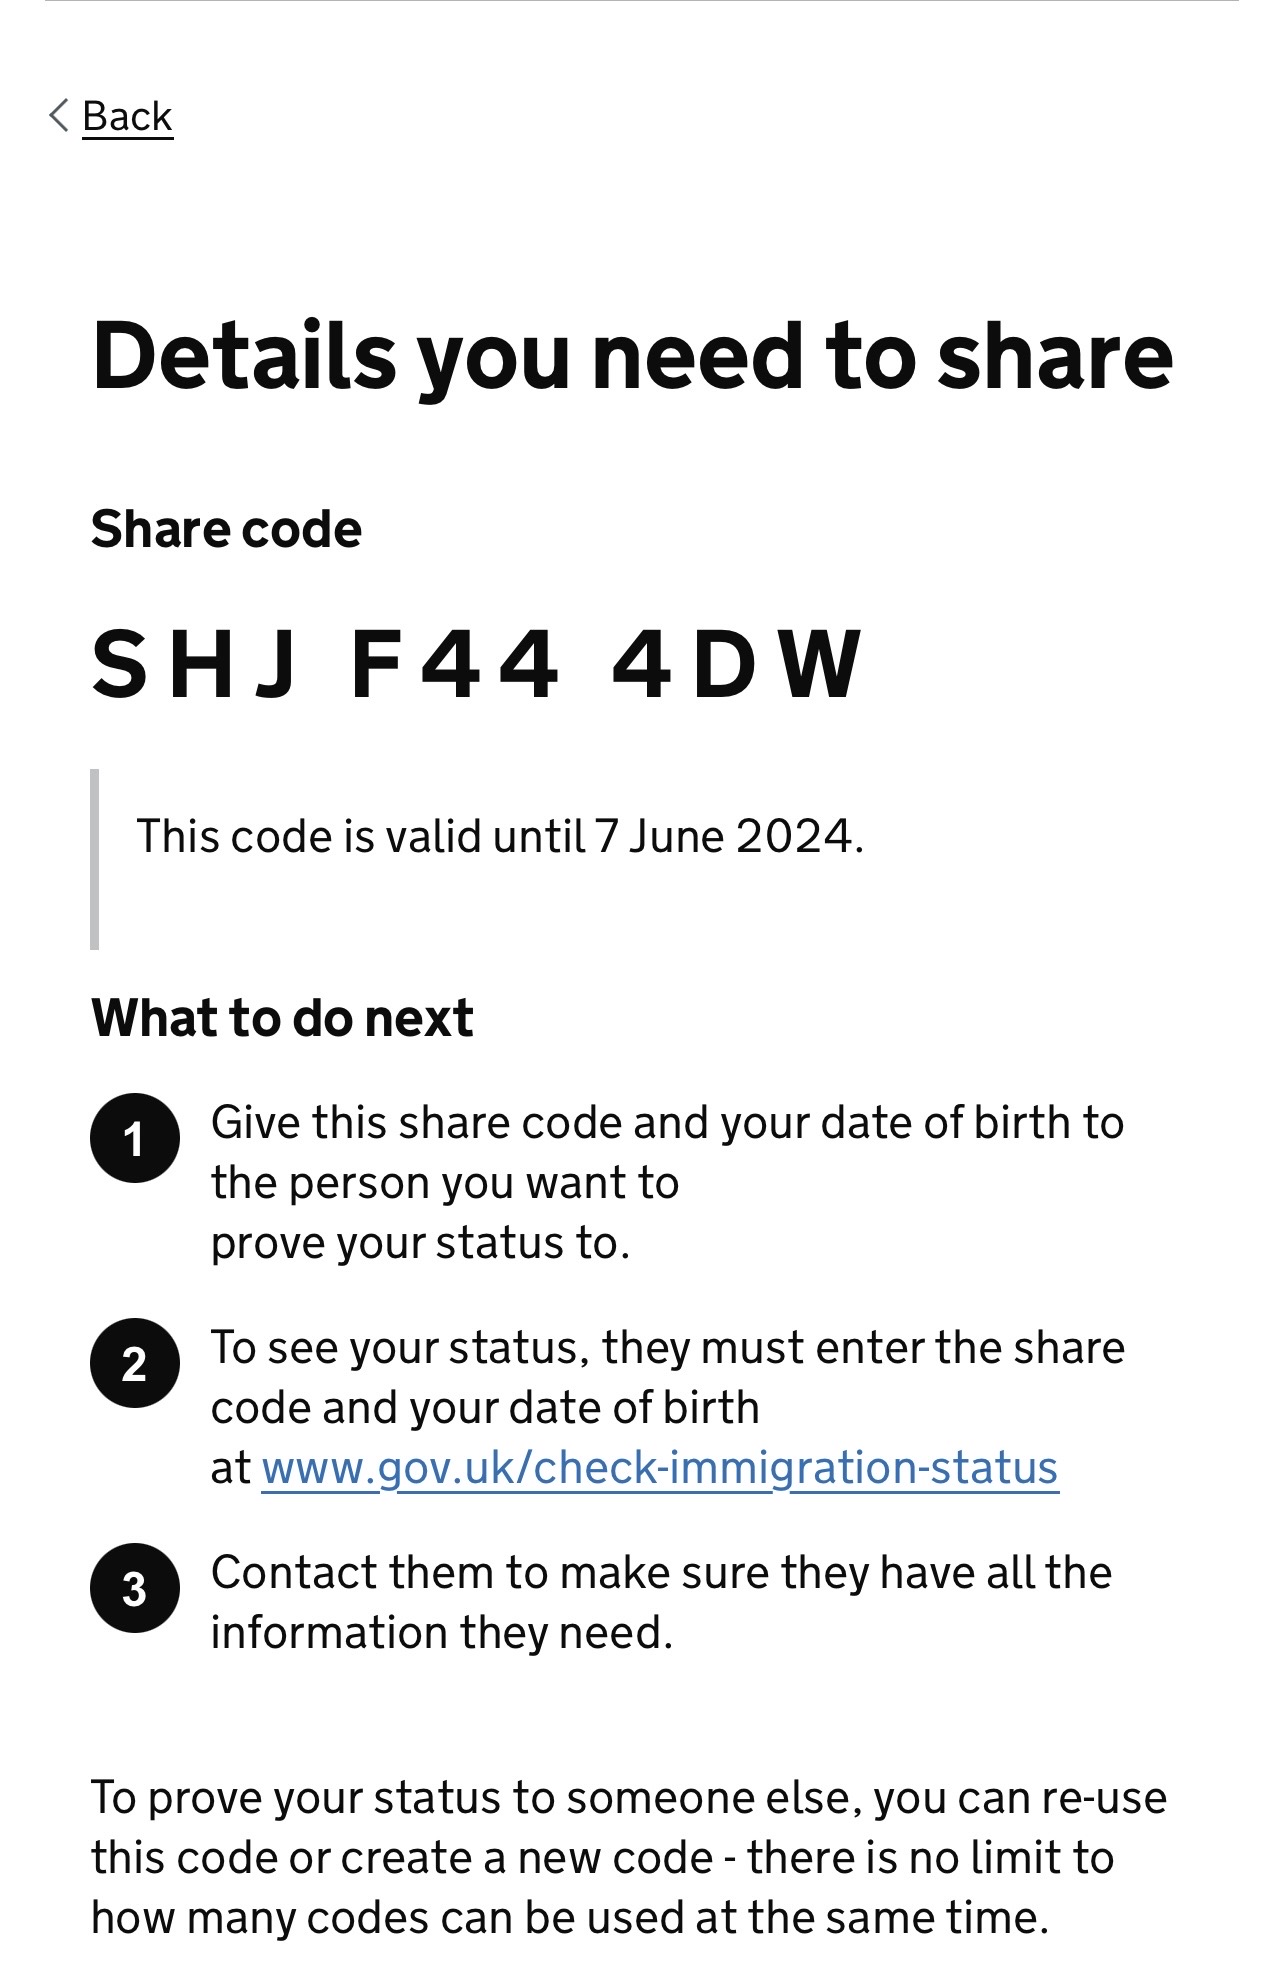 Back
Details you need to share
Share code
SHJ F44 4DW
This code is valid until 7 June 2024.
What to do next
1 Give this share code and your date of birth to
the person you want to
prove your status to.
2 To see your status, they must enter the share
code and your date of birth
at www.gov.uk/check-immigration-status
3 Contact them to make sure they have all the
information they need.
To prove your status to someone else, you can re-use
this code or create a new code - there is no limit to
how many codes can be used at the same time.